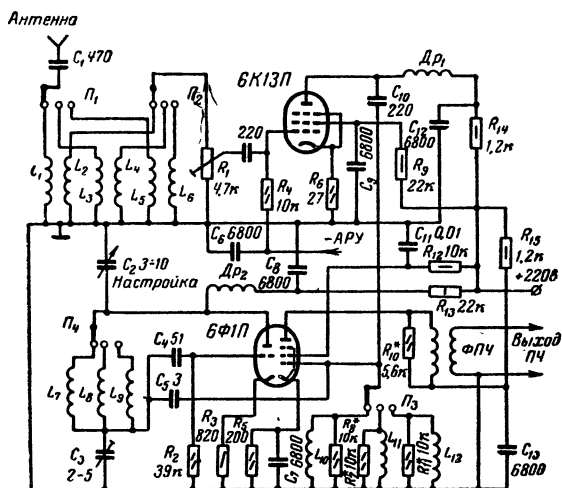 Антенна
C₁ 470
П₁
П₂
6К13П
Др₁
C₁₀
220
C₁₂
6800
R₁₄
1,2к
220
C₉
6800
R₉
22к
L₁
L₂
L₃
L₄
L₅
L₆
R₁
4,7к
R₄
10к
R₆
27
C₆ 6800
-АРУ
C₁₁ 0,01
R₁₂ 10к
R₁₅
1,2к
+220В
C₂ 3÷10
Настройка
Др₂
C₈
6800
R₁₃ 22к
П₄
6Ф1П
C₄ 51
C₅ 3
R₁₀*
5,6к
ФПЧ
Выход
ПЧ
L₇
L₈
L₉
C₃
2-5
R₂
39к
R₃
820
R₅
200
C₇ 6800
L₁₀
R₈*
10к
П₃
L₁₁
10к
L₁₂
C₁₃
6800